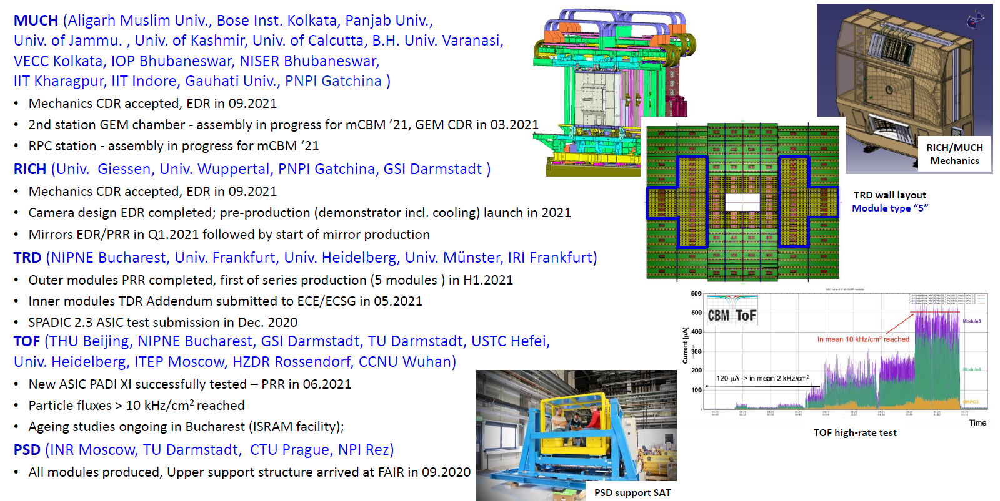 MUCH (Aligarh Muslim Univ., Bose Inst. Kolkata, Panjab Univ.,
Univ. of Jammu. , Univ. of Kashmir, Univ. of Calcutta, B.H. Univ. Varanasi,
VECC Kolkata, IOP Bhubaneswar, NISER Bhubaneswar,
IIT Kharagpur, IIT Indore, Gauhati Univ., PNPI Gatchina )
• Mechanics CDR accepted, EDR in 09.2021
• 2nd station GEM chamber - assembly in progress for mCBM ’21, GEM CDR in 03.2021
• RPC station - assembly in progress for mCBM ‘21
RICH (Univ. Giessen, Univ. Wuppertal, PNPI Gatchina, GSI Darmstadt )
• Mechanics CDR accepted, EDR in 09.2021
• Camera design EDR completed; pre-production (demonstrator incl. cooling) launch in 2021
• Mirrors EDR/PRR in Q1.2021 followed by start of mirror production
TRD (NIPNE Bucharest, Univ. Frankfurt, Univ. Heidelberg, Univ. Münster, IRI Frankfurt)
• Outer modules PRR completed, first of series production (5 modules ) in H1.2021
• Inner modules TDR Addendum submitted to ECE/ECSG in 05.2021
• SPADIC 2.3 ASIC test submission in Dec. 2020
TOF (THU Beijing, NIPNE Bucharest, GSI Darmstadt, TU Darmstadt, USTC Hefei,
Univ. Heidelberg, ITEP Moscow, HZDR Rossendorf, CCNU Wuhan)
• New ASIC PADI XI successfully tested – PRR in 06.2021
• Particle fluxes > 10 kHz/cm2 reached
• Ageing studies ongoing in Bucharest (ISRAM facility);
PSD (INR Moscow, TU Darmstadt, CTU Prague, NPI Rez)
• All modules produced, Upper support structure arrived at FAIR in 09.2020
RICH/MUCH
Mechanics
TRD wall layout
Module type “5”
CBM ToF
600
500
400
300
200
100
Current [µA]
Module3
In mean 10 kHz/cm2 reached
Module4
120 µA -> in mean 2 kHz/cm2
MRPC3
Time
TOF high-rate test
PSD support SAT